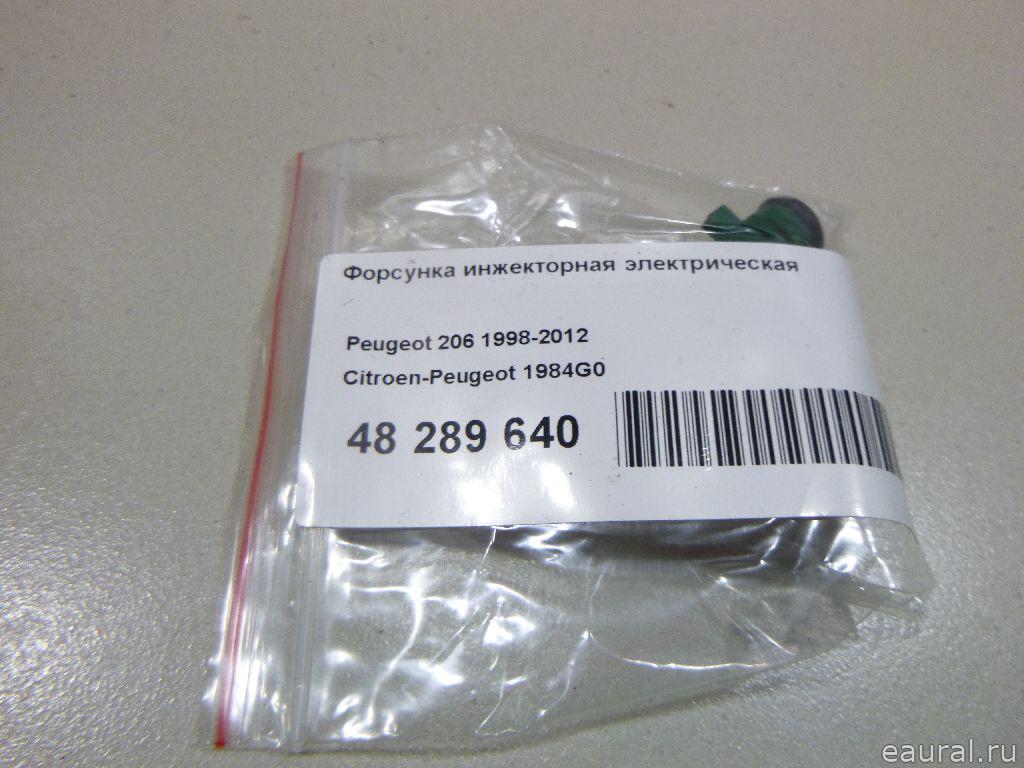 Форсунка инжекторная электрическая
Peugeot 206 1998-2012
Citroen-Peugeot 1984G0
48 289 640
eaural.ru